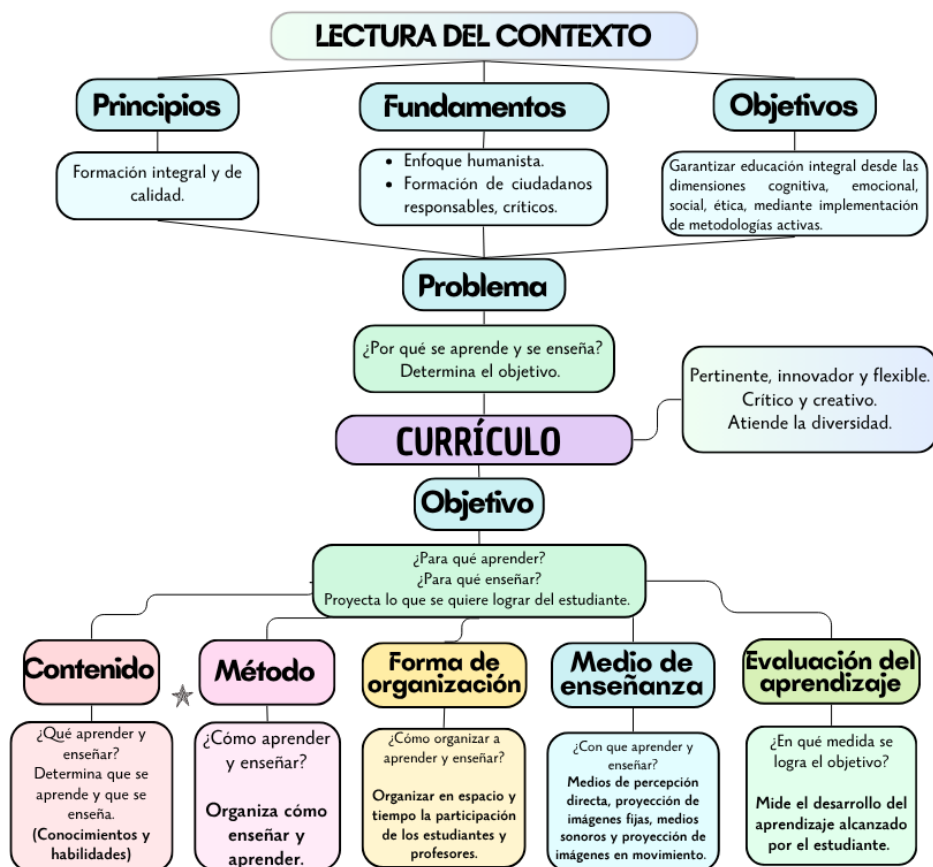 LECTURA DEL CONTEXTO
Principios
Fundamentos
Objetivos
Formación integral y de
calidad.
• Enfoque humanista.
• Formación de ciudadanos
responsables, críticos.
Garantizar educación integral desde las
dimensiones cognitiva, emocional,
social, ética, mediante implementación
de metodologías activas.
Problema
¿Por qué se aprende y se enseña?
Determina el objetivo.
Pertinente, innovador y flexible.
Crítico y creativo.
Atiende la diversidad.
CURRÍCULO
Objetivo
¿Para qué aprender?
¿Para qué enseñar?
Proyecta lo que se quiere lograr del estudiante.
Contenido
Método
Forma de
organización
Medio de
enseñanza
Evaluación del
aprendizaje
¿Qué aprender y
enseñar?
Determina que se
aprende y que se
enseña.
(Conocimientos y
habilidades)
¿Cómo aprender
y enseñar?
Organiza cómo
enseñar y
aprender.
¿Cómo organizar a
aprender y enseñar?
Organizar en espacio y
tiempo la participación
de los estudiantes y
profesores.
¿Con que aprender y
enseñar?
Medios de percepción
directa, proyección de
imágenes fijas, medios
sonoros y proyección de
imágenes en movimiento.
¿En qué medida se
logra el objetivo?
Mide el desarrollo del
aprendizaje alcanzado
por el estudiante.